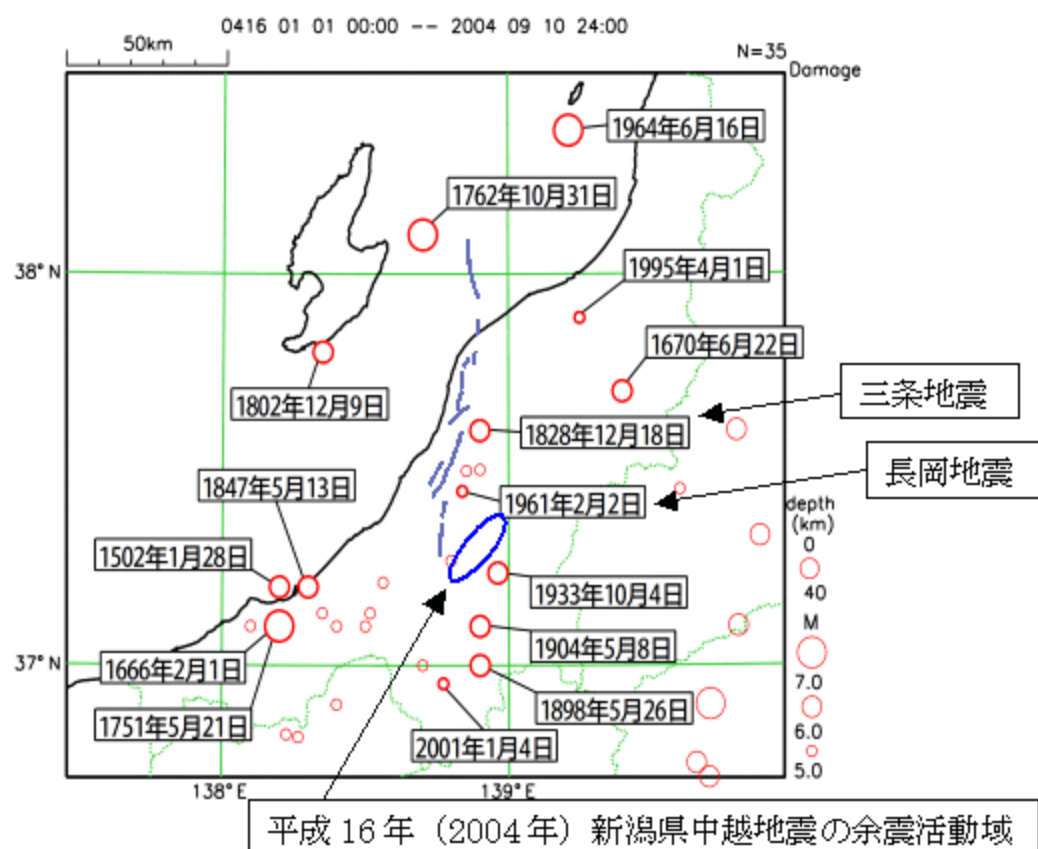 0416 01 01 00:00 -- 2004 09 10 24:00
50km
N=35
Damage
1964年6月16日
1762年10月31日
38°N
1995年4月1日
1670年6月22日
三条地震
1802年12月9日
1828年12月18日
長岡地震
1847年5月13日
1961年2月2日
depth
(km)
0
1502年1月28日
40
1933年10月4日
M
1904年5月8日
37°N
1666年2月1日
7.0
1898年5月26日
1751年5月21日
6.0
2001年1月4日
5.0
138°E
139°E
平成16年（2004年）新潟県中越地震の余震活動域